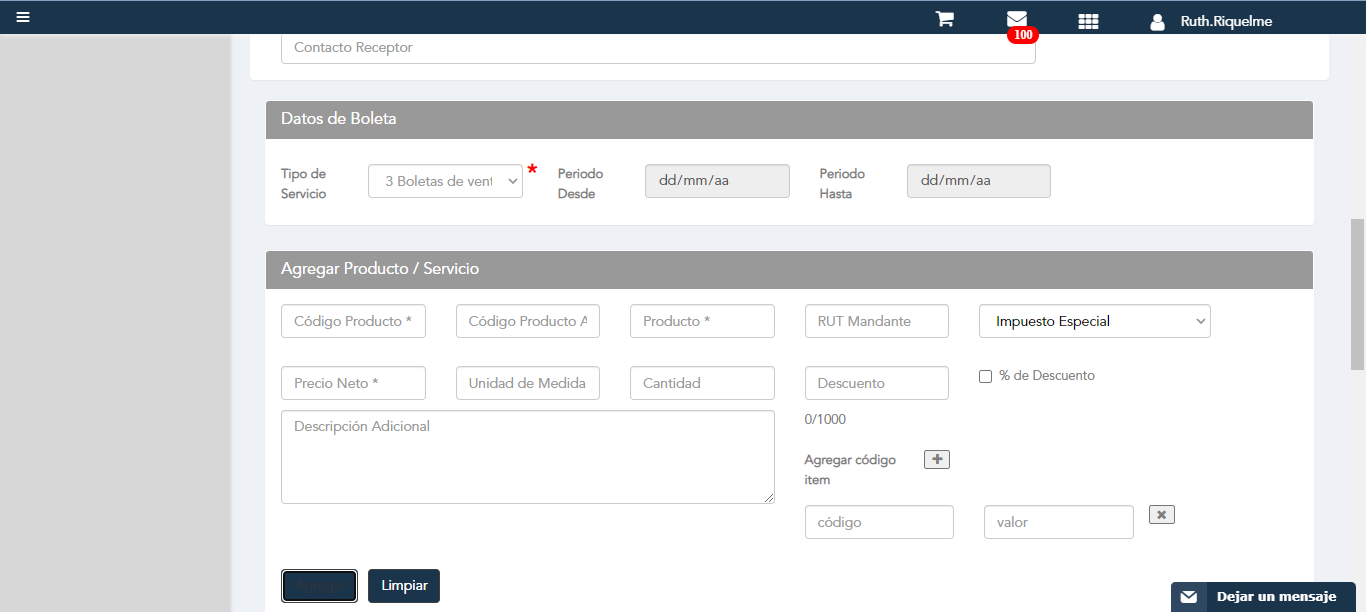 Ruth.Riquelme
100
Contacto Receptor
Datos de Boleta
Tipo de Servicio
3 Boletas de vent
*
Periodo Desde
dd/mm/aa
Periodo Hasta
dd/mm/aa
Agregar Producto / Servicio
Código Producto *
Código Producto A
Producto *
RUT Mandante
Impuesto Especial
Precio Neto *
Unidad de Medida
Cantidad
Descuento
% de Descuento
Descripción Adicional
0/1000
Agregar código
item
código
valor
Agregar
Limpiar
Dejar un mensaje